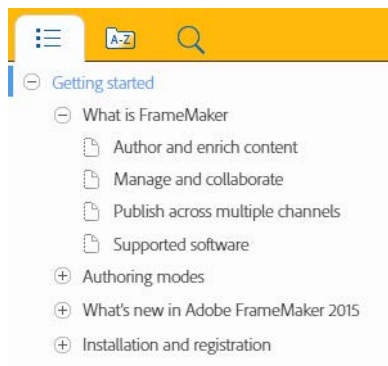 A-Z
Getting started
What is FrameMaker
Author and enrich content
Manage and collaborate
Publish across multiple channels
Supported software
Authoring modes
What's new in Adobe FrameMaker 2015
Installation and registration